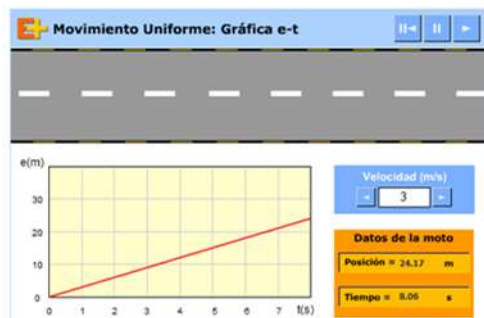 E+ Movimiento Uniforme: Gráfica e-t
e(m)
30
20
10
0
0 1 2 3 4 5 6 7 t(s)
Velocidad (m/s)
3
Datos de la moto
Posición = 24.17 m
Tiempo = 8.06 s